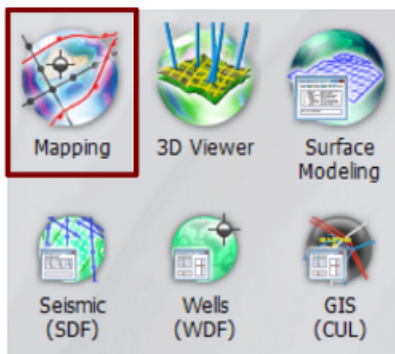 Mapping
3D Viewer
Surface
Modeling
Seismic
(SDF)
Wells
(WDF)
GIS
(CUL)